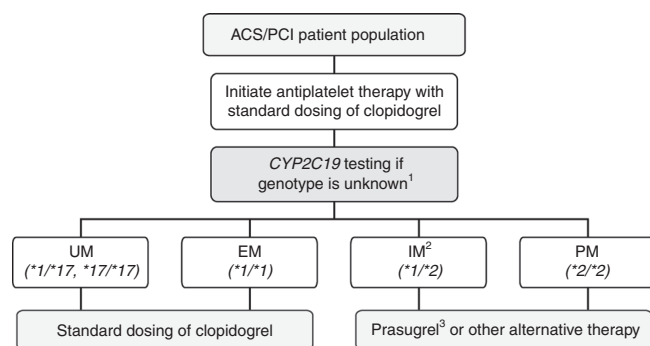 ACS/PCI patient population
Initiate antiplatelet therapy with
standard dosing of clopidogrel
CYP2C19 testing if
genotype is unknown¹
UM
(*1/*17, *17/*17)
EM
(*1/*1)
IM²
(*1/*2)
PM
(*2/*2)
Standard dosing of clopidogrel
Prasugrel³ or other alternative therapy